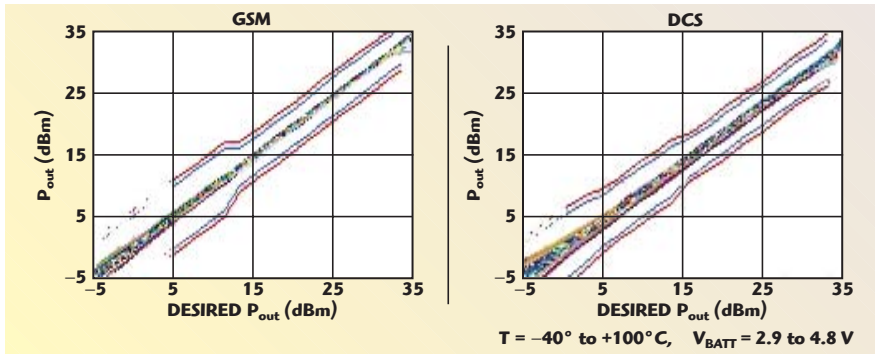 GSM
35
25
15
5
–5
P_out (dBm)
–5 5 15 25 35
DESIRED P_out (dBm)
DCS
35
25
15
5
–5
P_out (dBm)
–5 5 15 25 35
DESIRED P_out (dBm)
T = –40° to +100°C, V_BATT = 2.9 to 4.8 V